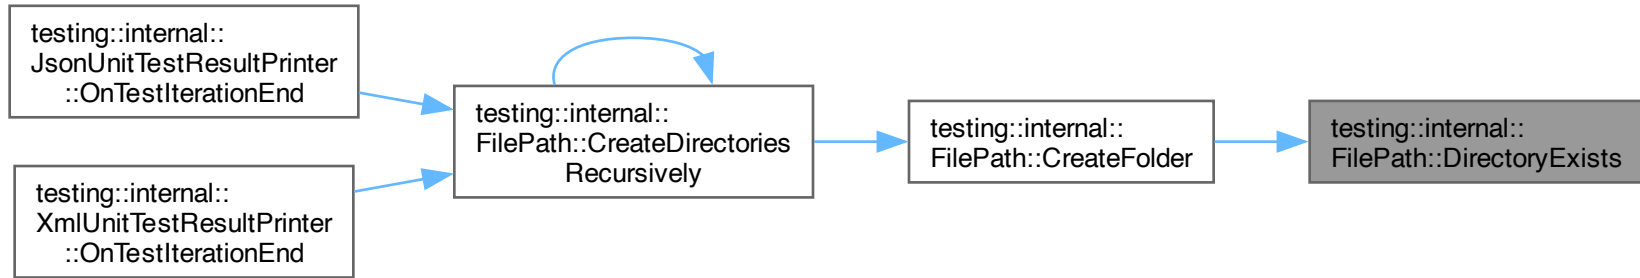 testing::internal::
JsonUnitTestResultPrinter
::OnTestIterationEnd
testing::internal::
XmlUnitTestResultPrinter
::OnTestIterationEnd
testing::internal::
FilePath::CreateDirectories
Recursively
testing::internal::
FilePath::CreateFolder
testing::internal::
FilePath::DirectoryExists